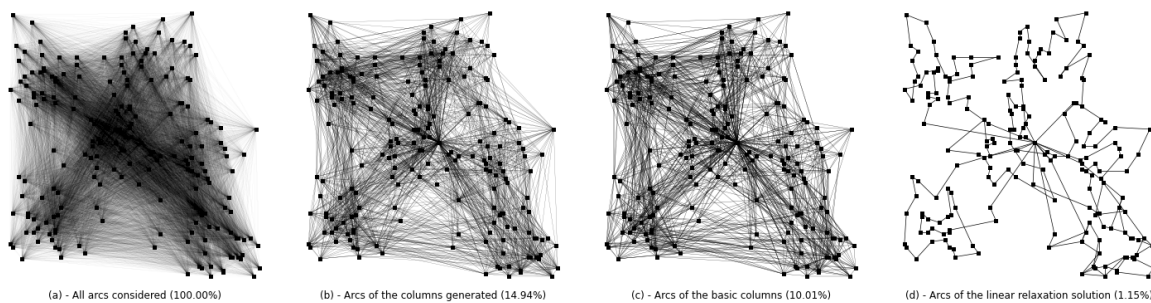 (a) - All arcs considered (100.00%)
(b) - Arcs of the columns generated (14.94%)
(c) - Arcs of the basic columns (10.01%)
(d) - Arcs of the linear relaxation solution (1.15%)